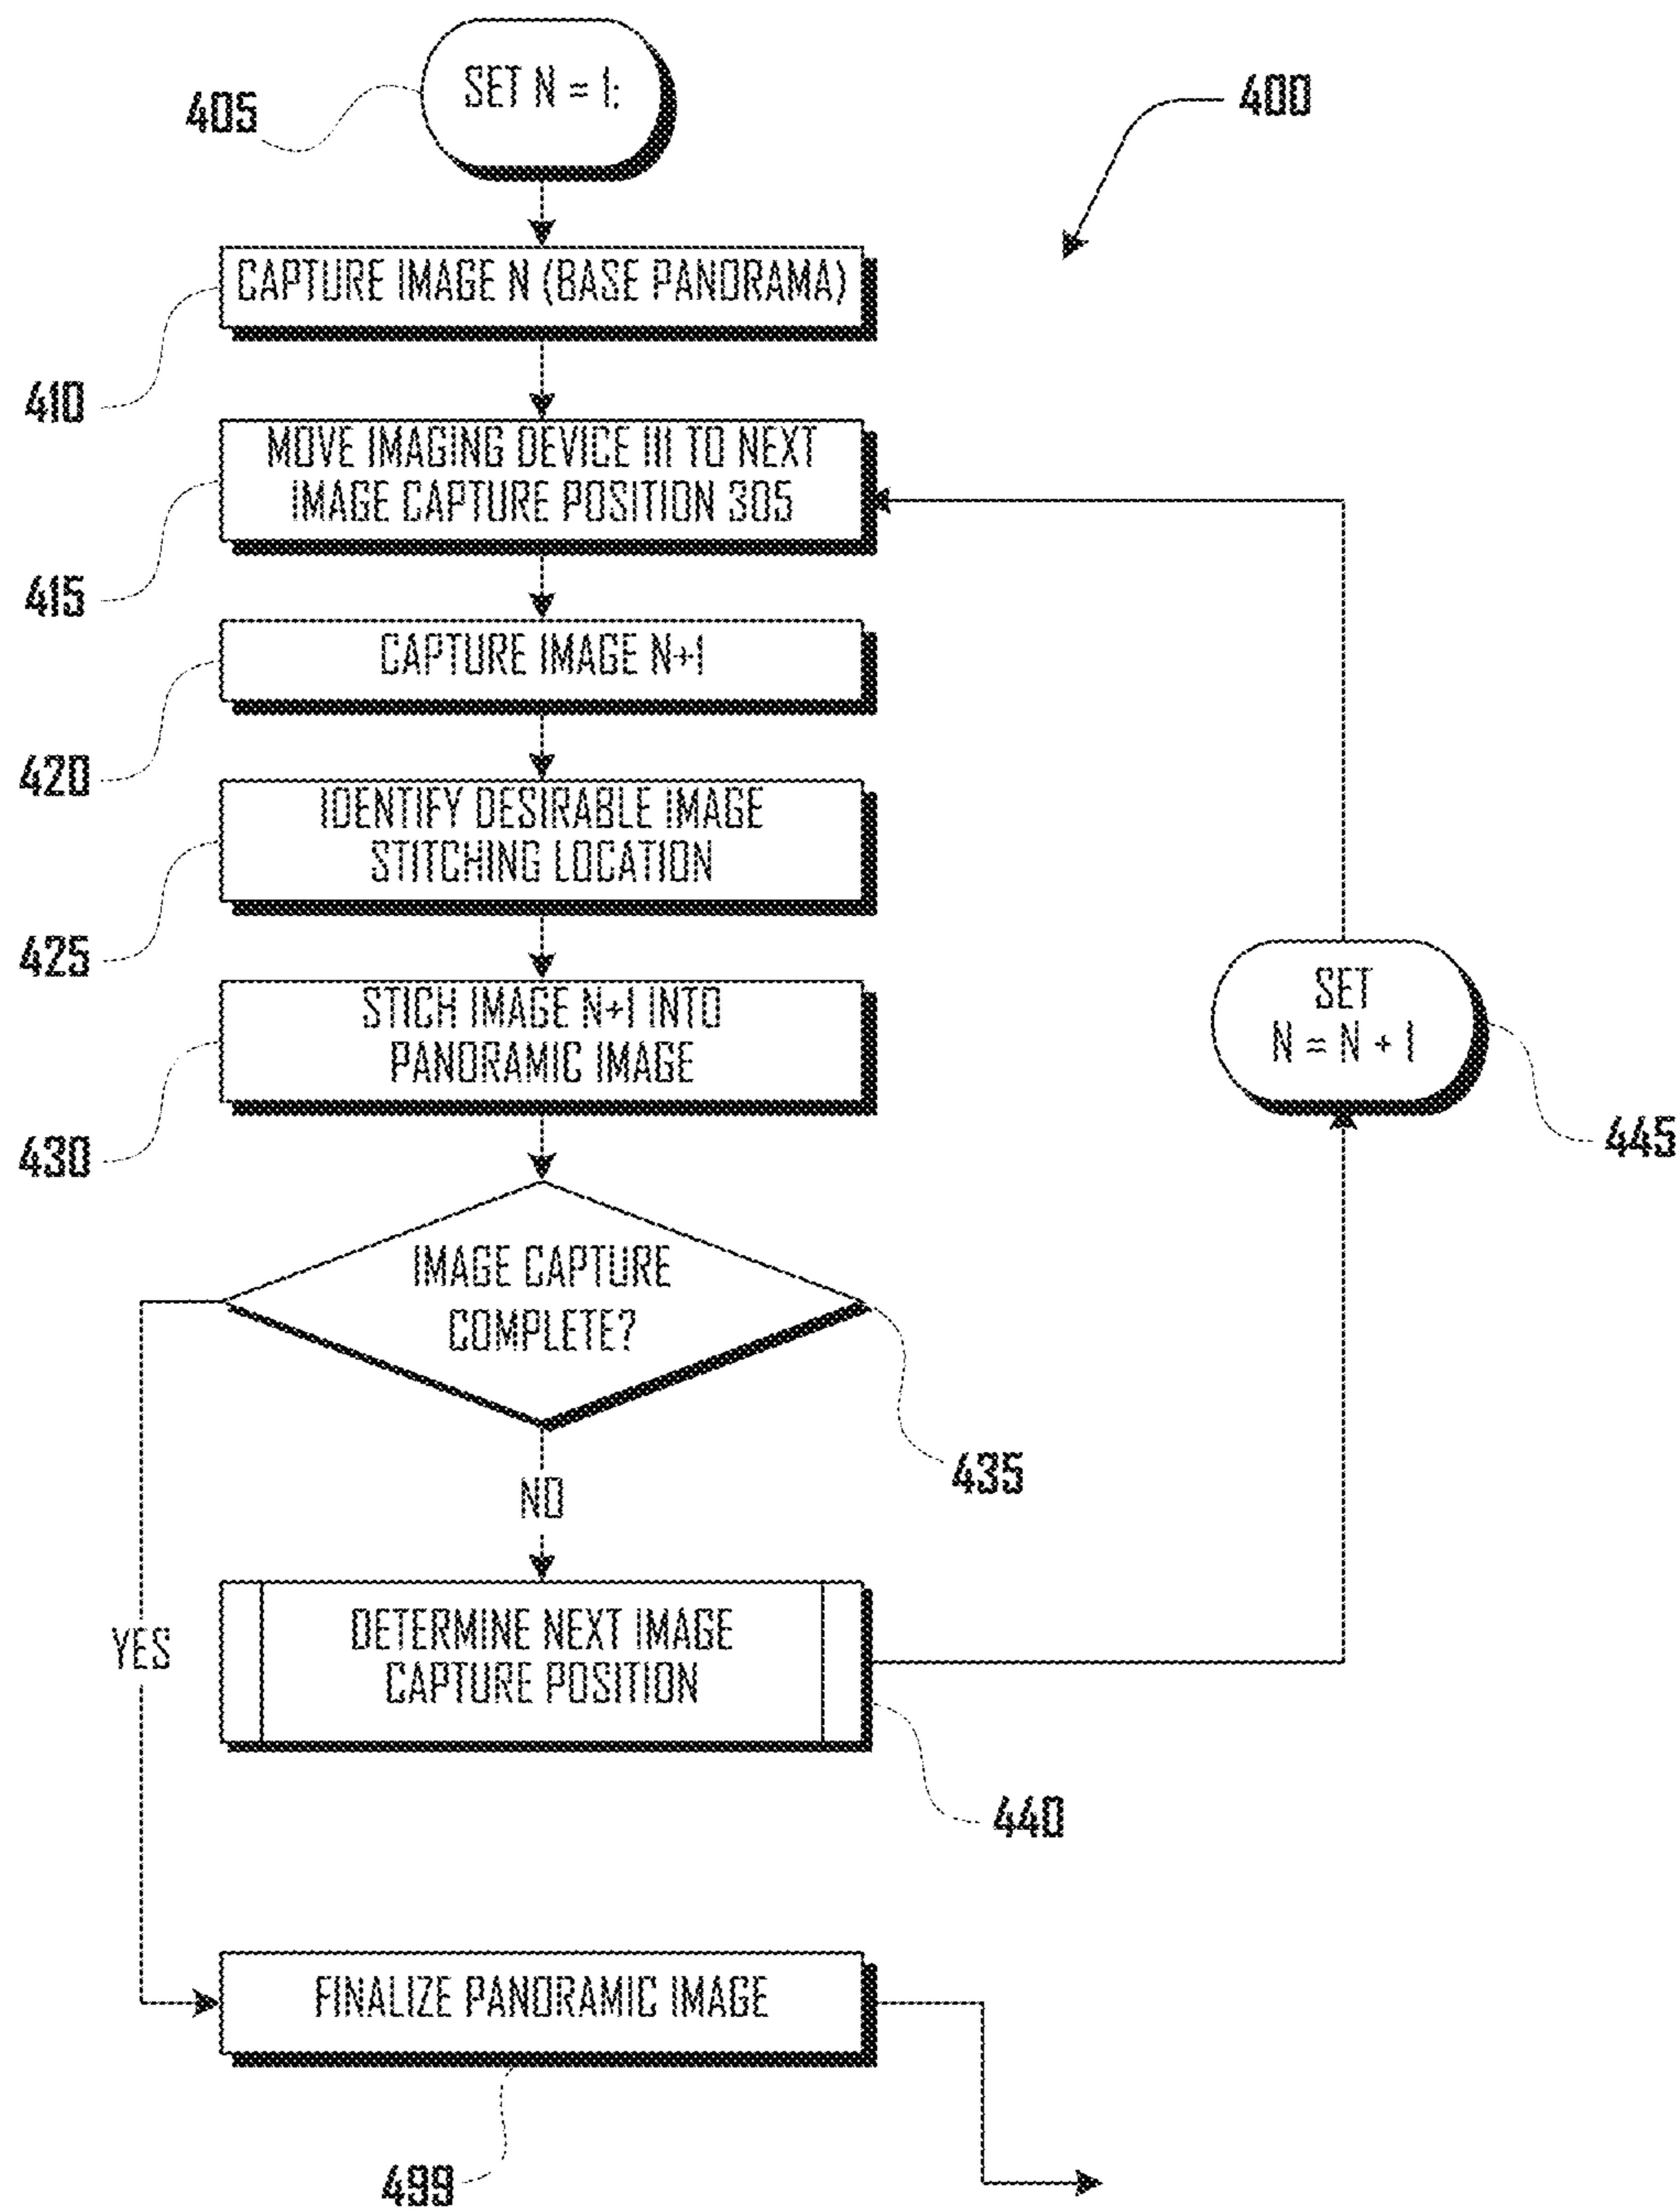 SET N = 1;
405
400
CAPTURE IMAGE N (BASE PANORAMA)
410
MOVE IMAGING DEVICE 111 TO NEXT
IMAGE CAPTURE POSITION 305
415
CAPTURE IMAGE N+1
420
IDENTIFY DESIRABLE IMAGE
STITCHING LOCATION
425
STICH IMAGE N+1 INTO
PANORAMIC IMAGE
430
SET
N = N + 1
445
IMAGE CAPTURE
COMPLETE?
435
NO
YES
DETERMINE NEXT IMAGE
CAPTURE POSITION
440
FINALIZE PANORAMIC IMAGE
499